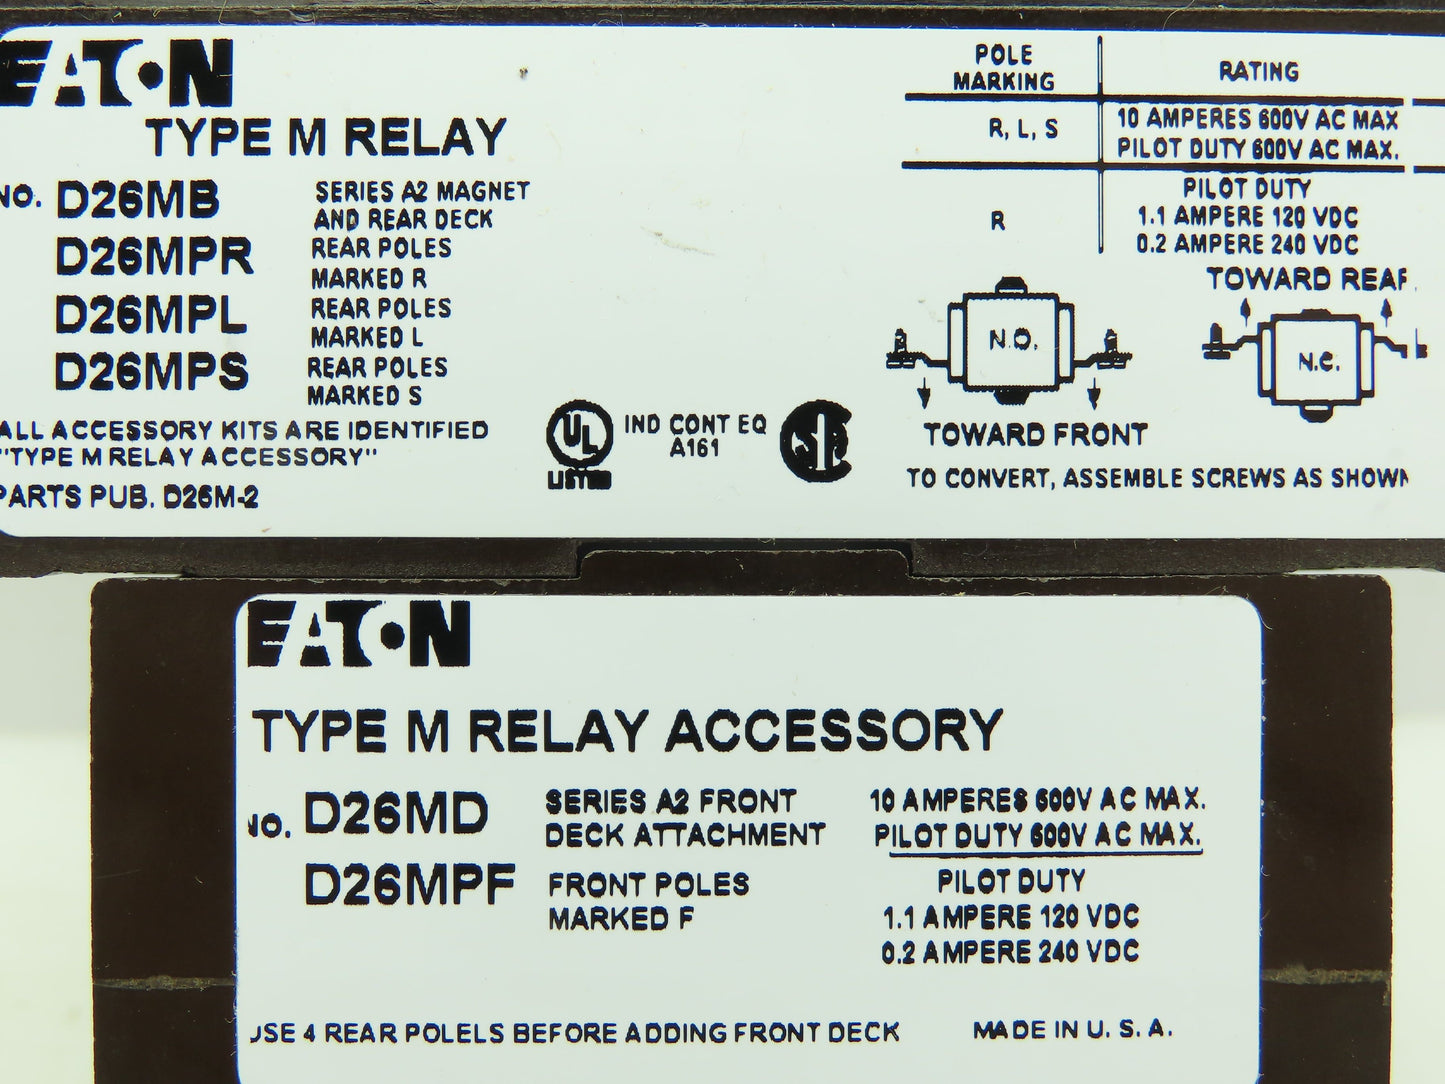 EATON
TYPE M RELAY
NO. D26MB SERIES A2 MAGNET
AND REAR DECK
D26MPR REAR POLES
MARKED R
D26MPL REAR POLES
MARKED L
D26MPS REAR POLES
MARKED S
ALL ACCESSORY KITS ARE IDENTIFIED
"TYPE M RELAY ACCESSORY"
PARTS PUB. D26M-2
UL
LISTED
IND CONT EQ
A161
POLE
MARKING
RATING
R, L, S
10 AMPERES 600V AC MAX
PILOT DUTY 600V AC MAX.
R
PILOT DUTY
1.1 AMPERE 120 VDC
0.2 AMPERE 240 VDC
TOWARD REAR
N.O.
N.C.
TOWARD FRONT
TO CONVERT, ASSEMBLE SCREWS AS SHOWN
EATON
TYPE M RELAY ACCESSORY
NO. D26MD SERIES A2 FRONT
DECK ATTACHMENT
10 AMPERES 600V AC MAX.
PILOT DUTY 600V AC MAX.
D26MPF FRONT POLES
MARKED F
PILOT DUTY
1.1 AMPERE 120 VDC
0.2 AMPERE 240 VDC
USE 4 REAR POLELS BEFORE ADDING FRONT DECK
MADE IN U. S. A.